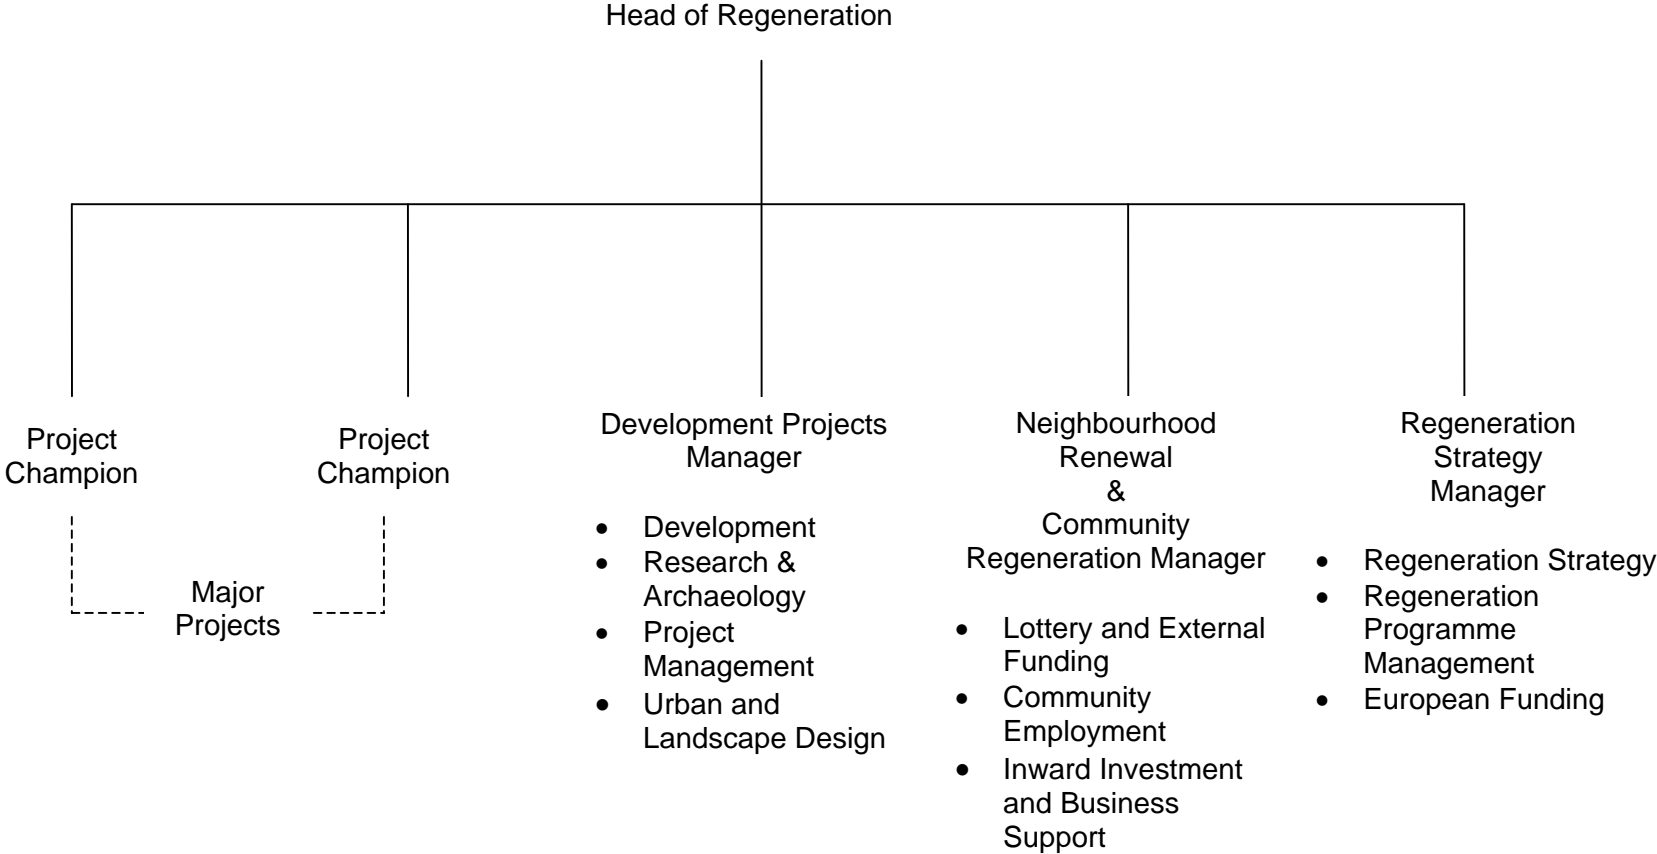 Head of Regeneration
Project
Champion
Project
Champion
Major
Projects
Development Projects
Manager
• Development
• Research &
Archaeology
• Project
Management
• Urban and
Landscape Design
Neighbourhood
Renewal
&
Community
Regeneration Manager
• Lottery and External
Funding
• Community
Employment
• Inward Investment
and Business
Support
Regeneration
Strategy
Manager
• Regeneration Strategy
• Regeneration
Programme
Management
• European Funding